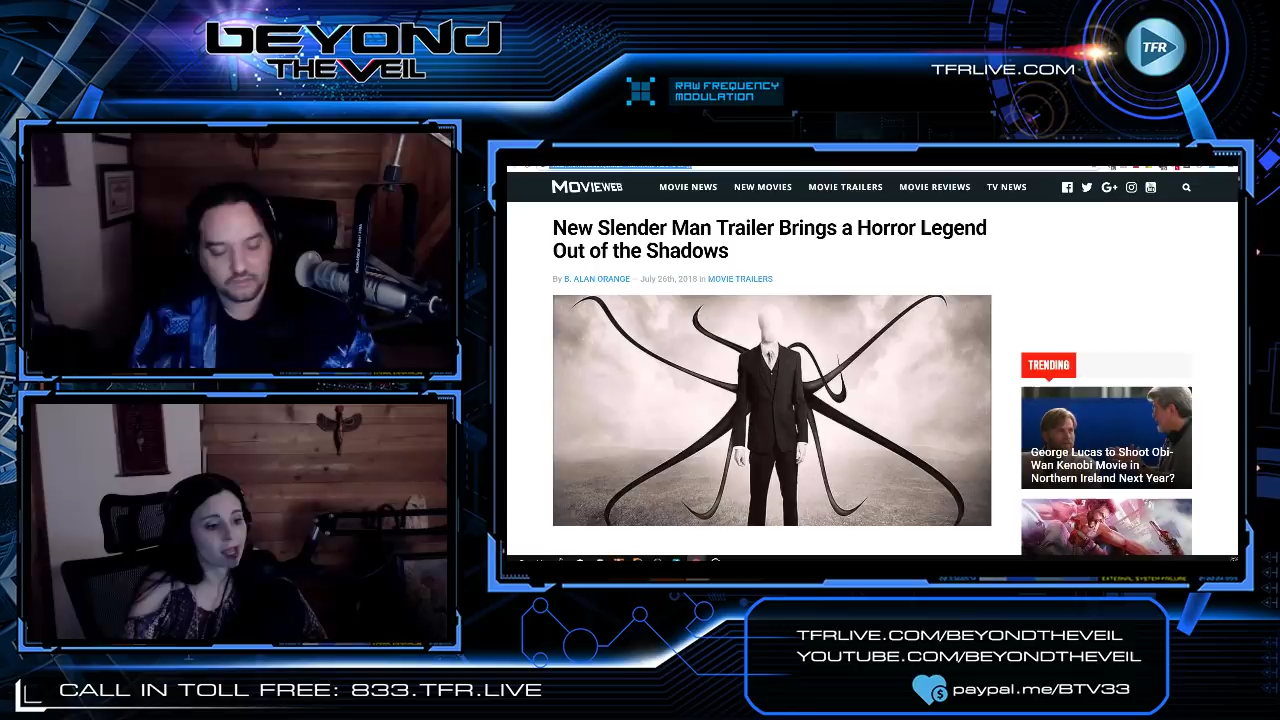 BEYOND
THE VEIL
TFR
TFRLIVE.COM
RAW FREQUENCY
MODULATION
MOVIEWEB
MOVIE NEWS
NEW MOVIES
MOVIE TRAILERS
MOVIE REVIEWS
TV NEWS
New Slender Man Trailer Brings a Horror Legend
Out of the Shadows
By B. ALAN ORANGE — July 26th, 2018 in MOVIE TRAILERS
TRENDING
George Lucas to Shoot Obi-
Wan Kenobi Movie in
Northern Ireland Next Year?
TFRLIVE.COM/BEYONDTHEVEIL
YOUTUBE.COM/BEYONDTHEVEIL
paypal.me/BTV33
CALL IN TOLL FREE: 833.TFR.LIVE